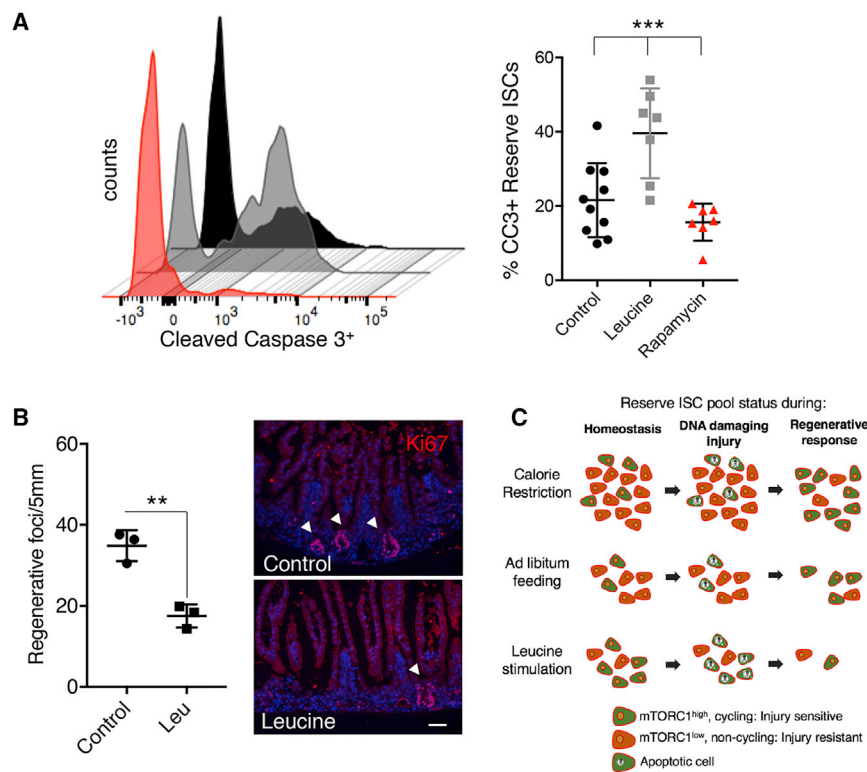 A
counts
-10³ 0 10³ 10⁴ 10⁵
Cleaved Caspase 3⁺
***
% CC3+ Reserve ISCs
60
40
20
0
Control
Leucine
Rapamycin
B
Regenerative foci/5mm
60
40
20
0
**
Control
Leu
Ki67
Control
Leucine
C
Reserve ISC pool status during:
Homeostasis DNA damaging injury Regenerative response
Calorie
Restriction
Ad libitum
feeding
Leucine
stimulation
mTORC1ʰⁱᵍʰ, cycling: Injury sensitive
mTORC1ˡᵒʷ, non-cycling: Injury resistant
Apoptotic cell